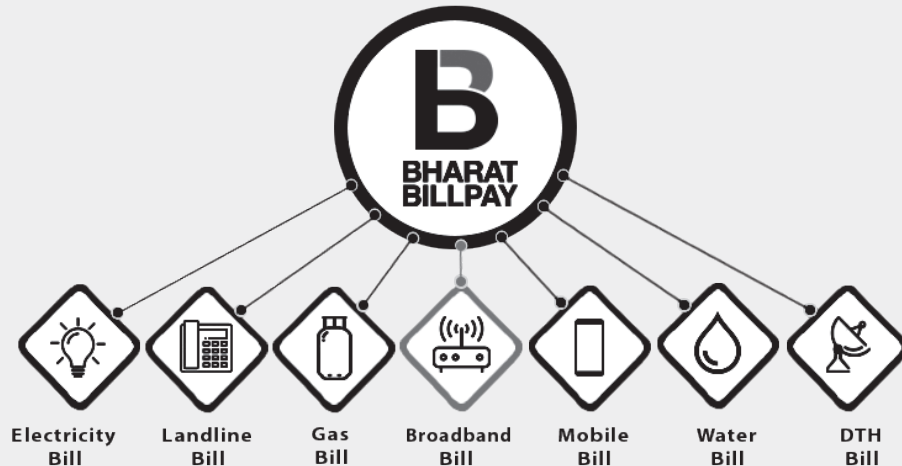 B
BHARAT
BILLPAY
Electricity
Bill
Landline
Bill
Gas
Bill
Broadband
Bill
Mobile
Bill
Water
Bill
DTH
Bill